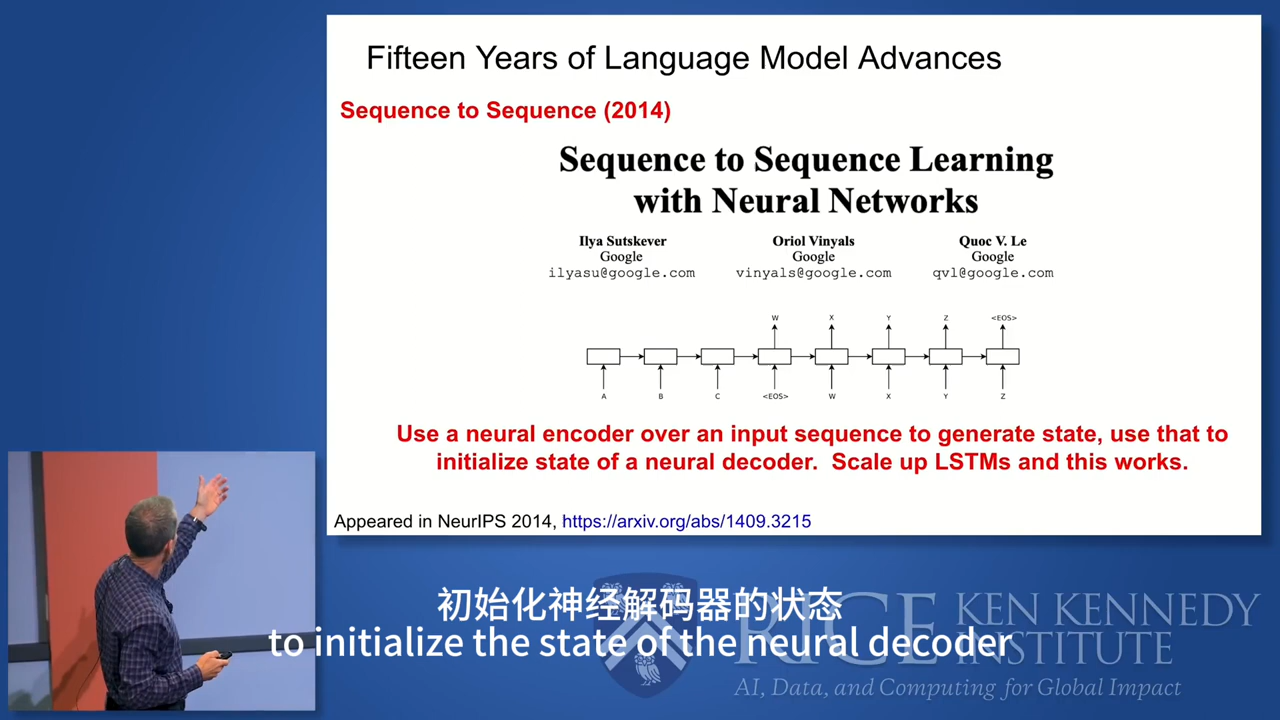 Fifteen Years of Language Model Advances
Sequence to Sequence (2014)
Sequence to Sequence Learning
with Neural Networks
Ilya Sutskever
Google
ilyasu@google.com
Oriol Vinyals
Google
vinyals@google.com
Quoc V. Le
Google
qvl@google.com
W X Y Z <EOS>
A B C <EOS> W X Y Z
Use a neural encoder over an input sequence to generate state, use that to
initialize state of a neural decoder. Scale up LSTMs and this works.
Appeared in NeurIPS 2014, https://arxiv.org/abs/1409.3215
初始化神经解码器的状态
to initialize the state of the neural decoder
RICE
KEN KENNEDY
INSTITUTE
AI, Data, and Computing for Global Impact